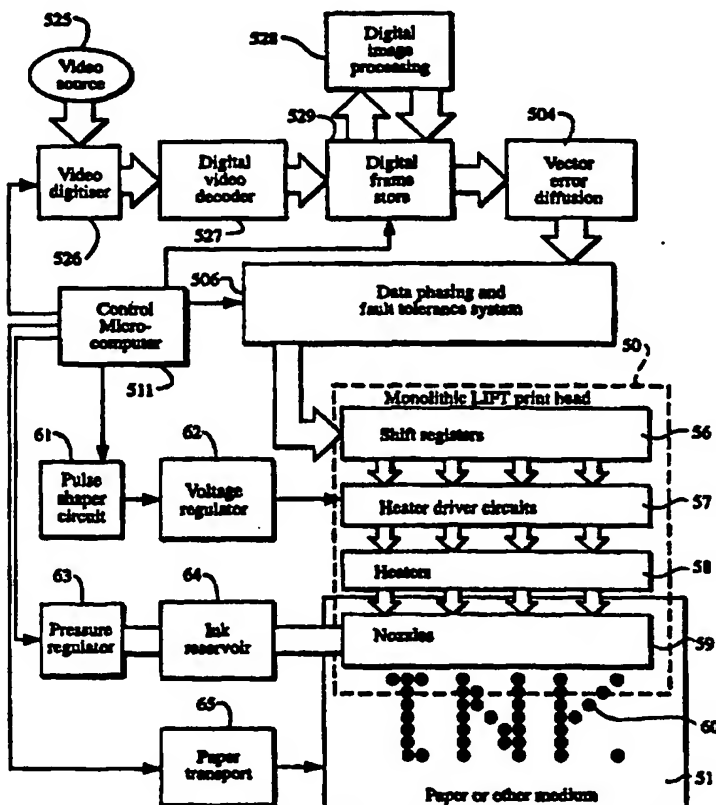 525
Video
source
528
Digital
image
processing
529
504
Video
digitiser
526
Digital
video
decoder
527
Digital
frame
store
Vector
error
diffusion
506
Control
Micro-
computer
511
Data phasing and
fault tolerance system
50
Monolithic LIFT print head
Shift registers
56
61
Pulse
shaper
circuit
62
Voltage
regulator
Heater driver circuits
57
Heaters
58
63
Pressure
regulator
64
Ink
reservoir
Nozzles
59
60
65
Paper
transport
51
Paper or other medium